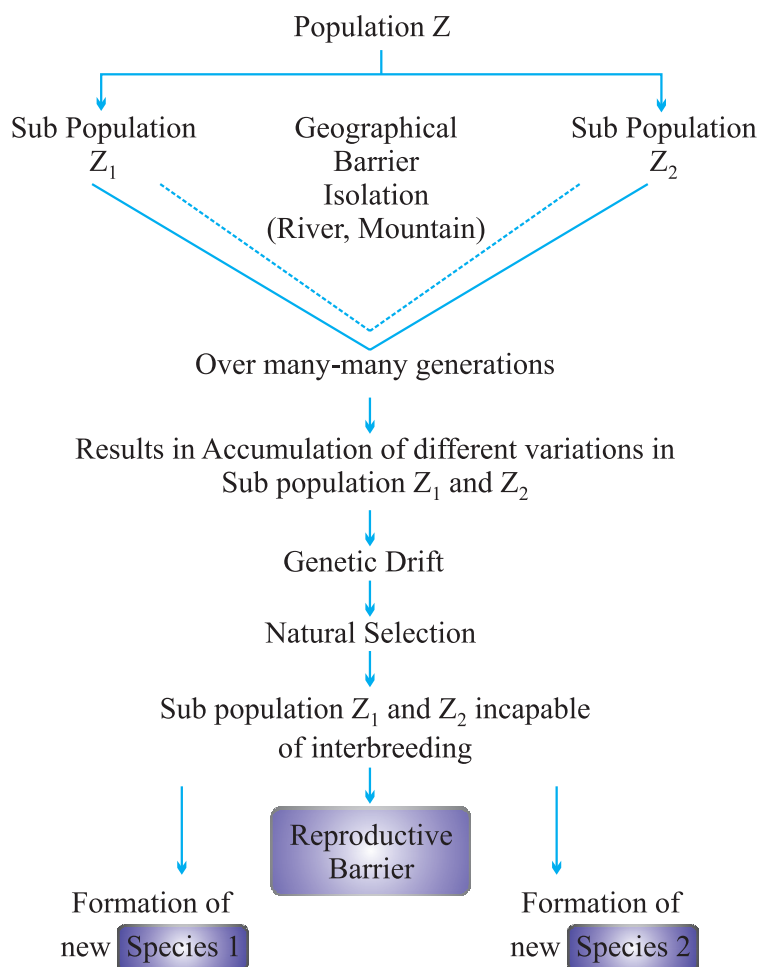 Population Z
Sub Population
Z₁
Geographical
Barrier
Isolation
(River, Mountain)
Sub Population
Z₂
Over many-many generations
Results in Accumulation of different variations in
Sub population Z₁ and Z₂
Genetic Drift
Natural Selection
Sub population Z₁ and Z₂ incapable
of interbreeding
Reproductive
Barrier
Formation of
new Species 1
Formation of
new Species 2